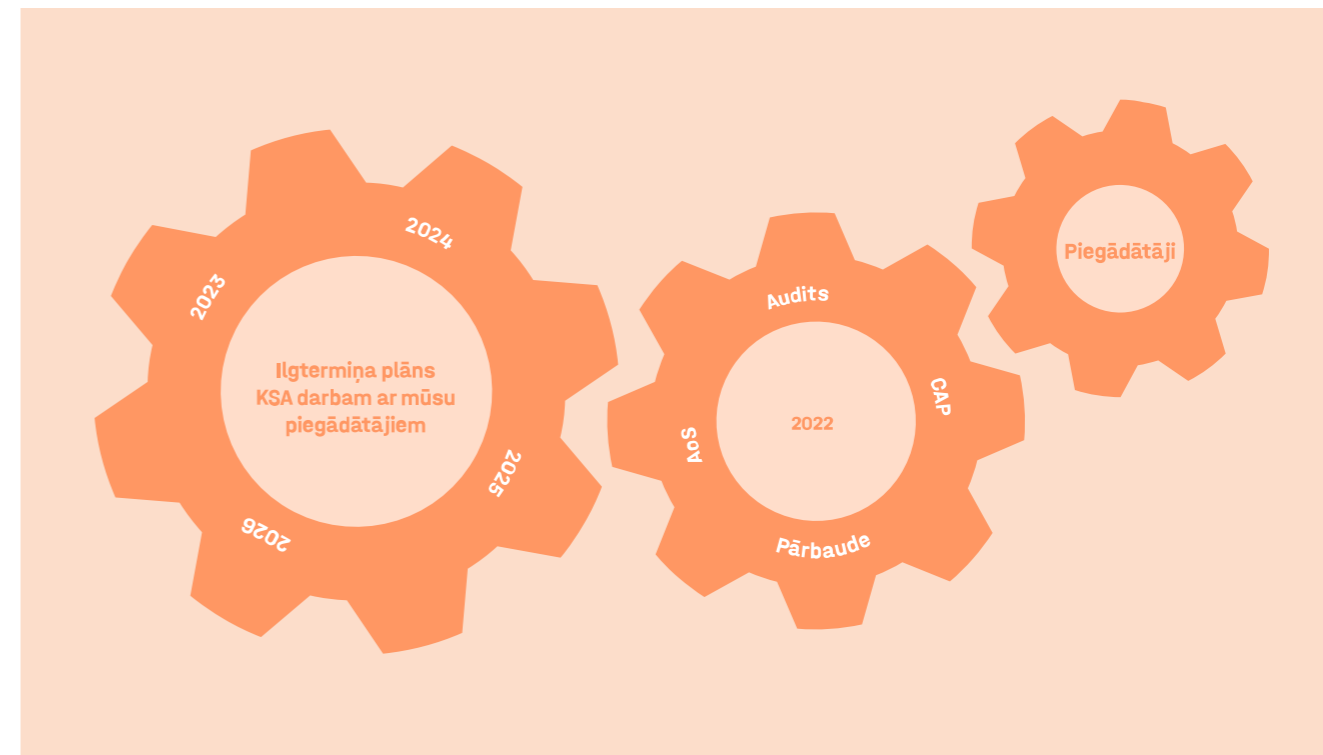 2023
2024
2025
2026
Ilgtermiņa plāns
KSA darbam ar mūsu
piegādātājiem
Audits
CAP
Pārbaude
AoS
2022
Piegādātāji